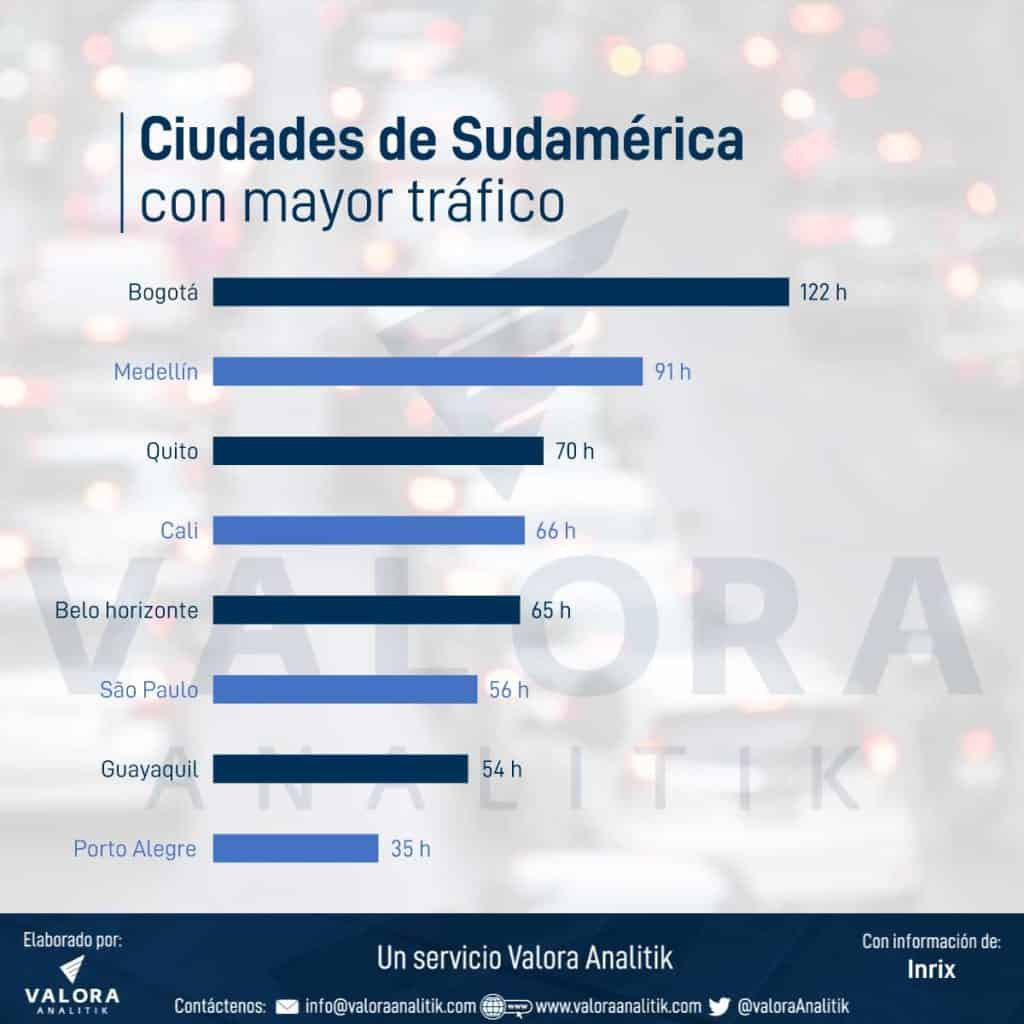 Ciudades de Sudamérica
con mayor tráfico
Bogotá 122 h
Medellín 91 h
Quito 70 h
Cali 66 h
Belo horizonte 65 h
São Paulo 56 h
Guayaquil 54 h
Porto Alegre 35 h
VALORA
ANALITIK
Elaborado por:
VALORA
ANALITIK
Un servicio Valora Analitik
Con información de:
Inrix
Contáctenos: info@valoraanalitik.com www www.valoraanalitik.com @valoraAnalitik